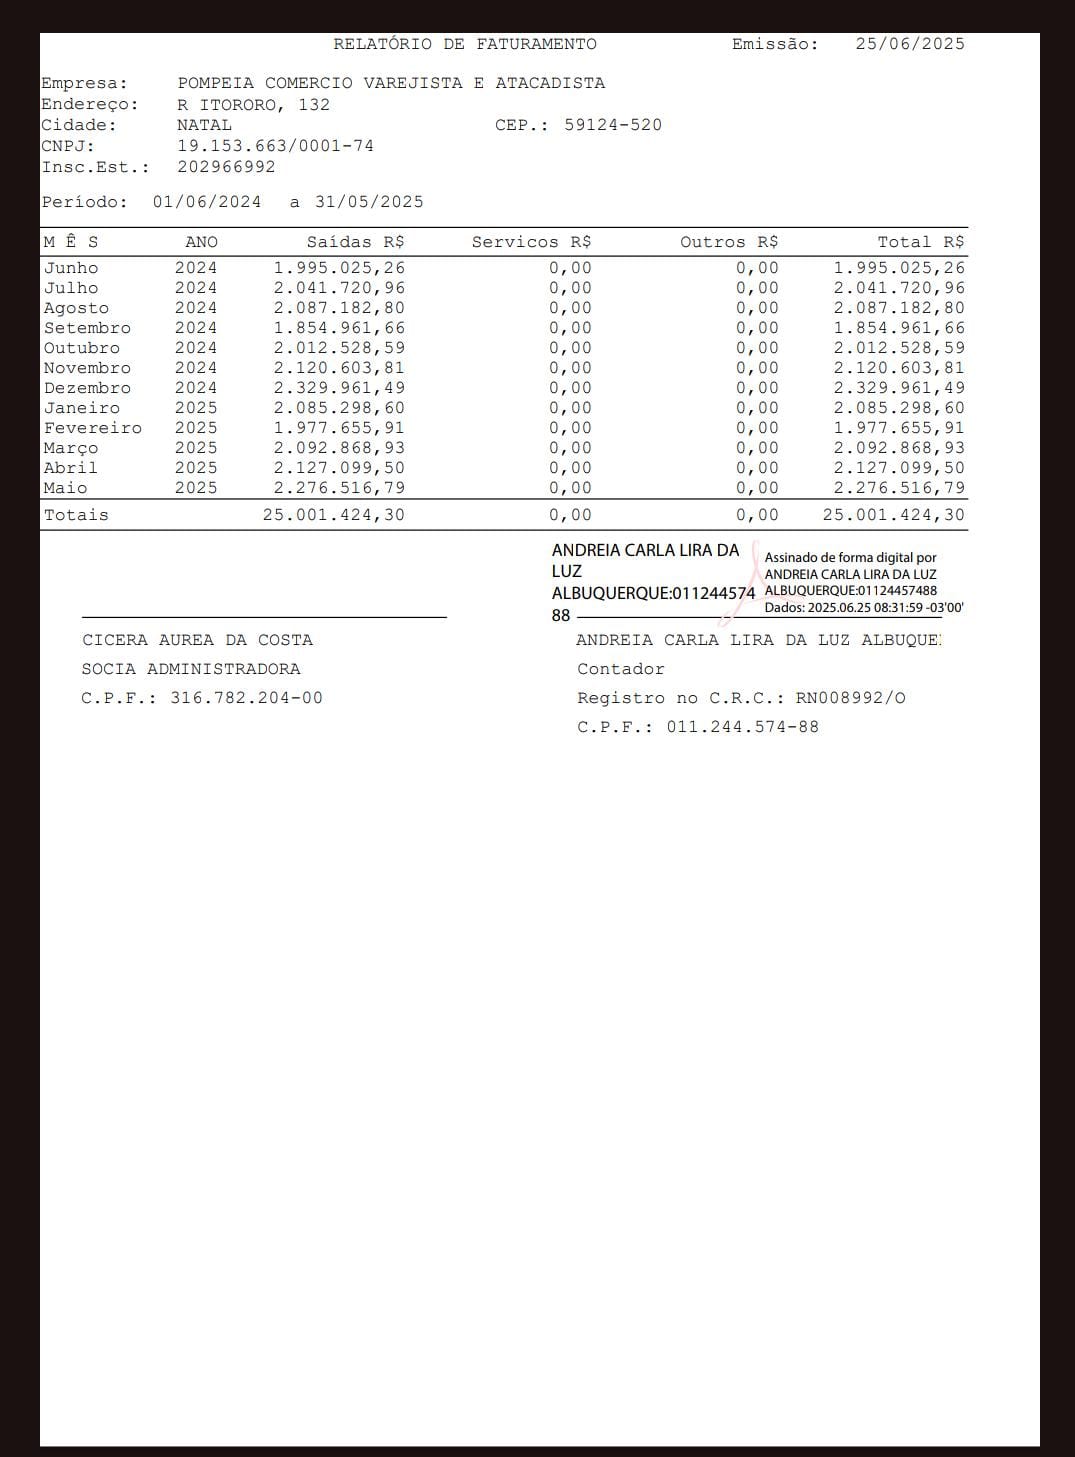 RELATÓRIO DE FATURAMENTO Emissão: 25/06/2025
Empresa: POMPEIA COMERCIO VAREJISTA E ATACADISTA
Endereço: R ITORORO, 132
Cidade: NATAL CEP.: 59124-520
CNPJ: 19.153.663/0001-74
Insc.Est.: 202966992
Período: 01/06/2024 a 31/05/2025
M Ê S ANO Saídas R$ Servicos R$ Outros R$ Total R$
Junho 2024 1.995.025,26 0,00 0,00 1.995.025,26
Julho 2024 2.041.720,96 0,00 0,00 2.041.720,96
Agosto 2024 2.087.182,80 0,00 0,00 2.087.182,80
Setembro 2024 1.854.961,66 0,00 0,00 1.854.961,66
Outubro 2024 2.012.528,59 0,00 0,00 2.012.528,59
Novembro 2024 2.120.603,81 0,00 0,00 2.120.603,81
Dezembro 2024 2.329.961,49 0,00 0,00 2.329.961,49
Janeiro 2025 2.085.298,60 0,00 0,00 2.085.298,60
Fevereiro 2025 1.977.655,91 0,00 0,00 1.977.655,91
Março 2025 2.092.868,93 0,00 0,00 2.092.868,93
Abril 2025 2.127.099,50 0,00 0,00 2.127.099,50
Maio 2025 2.276.516,79 0,00 0,00 2.276.516,79
Totais 25.001.424,30 0,00 0,00 25.001.424,30
ANDREIA CARLA LIRA DA
LUZ
ALBUQUERQUE:011244574
88
Assinado de forma digital por
ANDREIA CARLA LIRA DA LUZ
ALBUQUERQUE:01124457488
Dados: 2025.06.25 08:31:59 -03'00'
CICERA AUREA DA COSTA
SOCIA ADMINISTRADORA
C.P.F.: 316.782.204-00
ANDREIA CARLA LIRA DA LUZ ALBUQUE
Contador
Registro no C.R.C.: RN008992/O
C.P.F.: 011.244.574-88